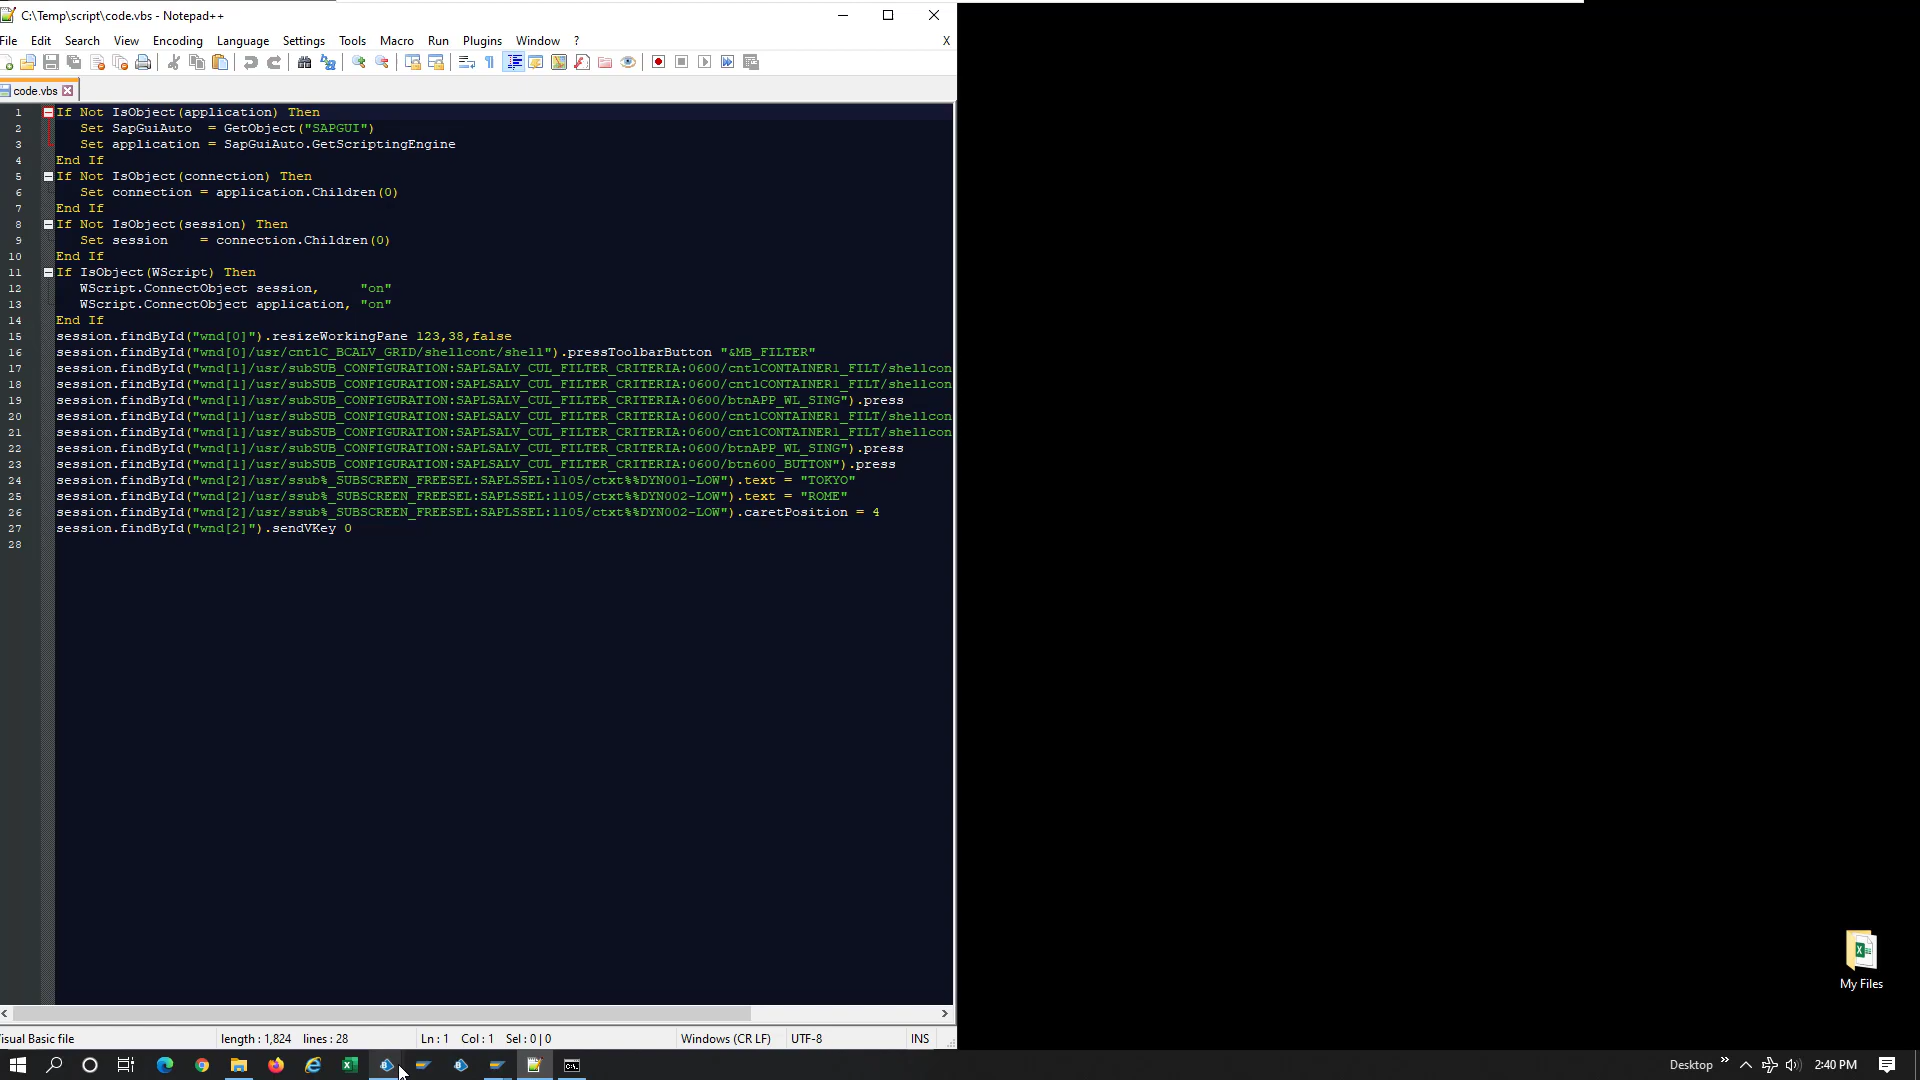 C:\Temp\script\code.vbs - Notepad++
File Edit Search View Encoding Language Settings Tools Macro Run Plugins Window ? X
code.vbs
1 If Not IsObject(application) Then
2 Set SapGuiAuto = GetObject("SAPGUI")
3 Set application = SapGuiAuto.GetScriptingEngine
4 End If
5 If Not IsObject(connection) Then
6 Set connection = application.Children(0)
7 End If
8 If Not IsObject(session) Then
9 Set session = connection.Children(0)
10 End If
11 If IsObject(WScript) Then
12 WScript.ConnectObject session, "on"
13 WScript.ConnectObject application, "on"
14 End If
15 session.findById("wnd[0]").resizeWorkingPane 123,38,false
16 session.findById("wnd[0]/usr/cntlC_BCALV_GRID/shellcont/shell").pressToolbarButton "&MB_FILTER"
17 session.findById("wnd[1]/usr/subSUB_CONFIGURATION:SAPLSALV_CUL_FILTER_CRITERIA:0600/cntlCONTAINER1_FILT/shellcon
18 session.findById("wnd[1]/usr/subSUB_CONFIGURATION:SAPLSALV_CUL_FILTER_CRITERIA:0600/cntlCONTAINER1_FILT/shellcon
19 session.findById("wnd[1]/usr/subSUB_CONFIGURATION:SAPLSALV_CUL_FILTER_CRITERIA:0600/btnAPP_WL_SING").press
20 session.findById("wnd[1]/usr/subSUB_CONFIGURATION:SAPLSALV_CUL_FILTER_CRITERIA:0600/cntlCONTAINER1_FILT/shellcon
21 session.findById("wnd[1]/usr/subSUB_CONFIGURATION:SAPLSALV_CUL_FILTER_CRITERIA:0600/cntlCONTAINER1_FILT/shellcon
22 session.findById("wnd[1]/usr/subSUB_CONFIGURATION:SAPLSALV_CUL_FILTER_CRITERIA:0600/btnAPP_WL_SING").press
23 session.findById("wnd[1]/usr/subSUB_CONFIGURATION:SAPLSALV_CUL_FILTER_CRITERIA:0600/btn600_BUTTON").press
24 session.findById("wnd[2]/usr/ssub%_SUBSCREEN_FREESEL:SAPLSSEL:1105/ctxt%%DYN001-LOW").text = "TOKYO"
25 session.findById("wnd[2]/usr/ssub%_SUBSCREEN_FREESEL:SAPLSSEL:1105/ctxt%%DYN002-LOW").text = "ROME"
26 session.findById("wnd[2]/usr/ssub%_SUBSCREEN_FREESEL:SAPLSSEL:1105/ctxt%%DYN002-LOW").caretPosition = 4
27 session.findById("wnd[2]").sendVKey 0
28
My Files
isual Basic file length : 1,824 lines : 28 Ln : 1 Col : 1 Sel : 0 | 0 Windows (CR LF) UTF-8 INS
Desktop 2:40 PM